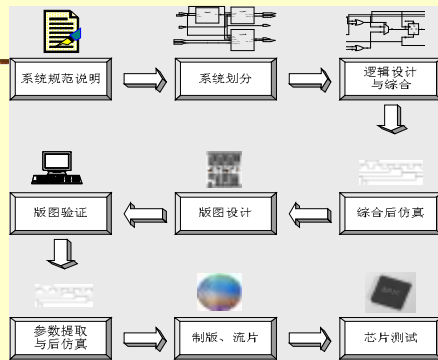 系统规范说明
系统划分
逻辑设计
与综合
版图验证
版图设计
综合后仿真
参数提取
与后仿真
制版、流片
芯片测试